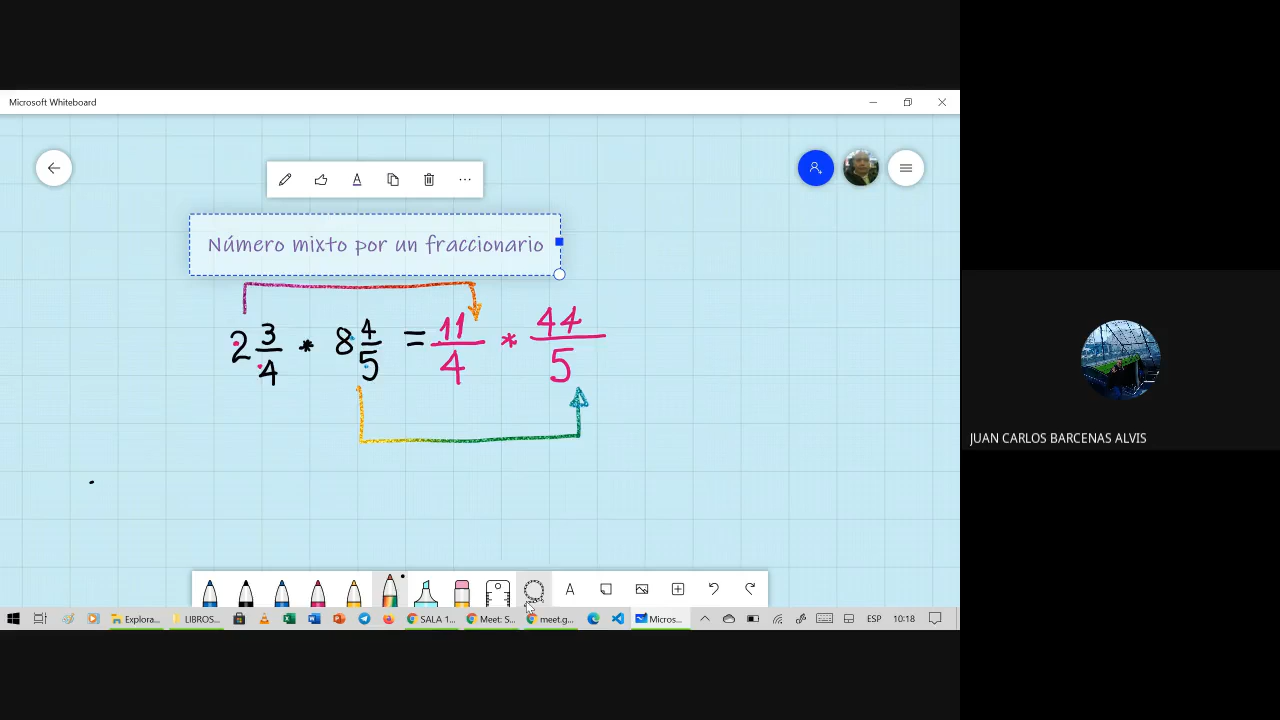 Microsoft Whiteboard
A
Número mixto por un fraccionario
2 3/4 * 8 4/5 = 11/4 * 44/5
JUAN CARLOS BARCENAS ALVIS
A
Explora...
LIBROS...
SALA 1...
Meet: S...
meet.g...
Micros...
ESP
10:18